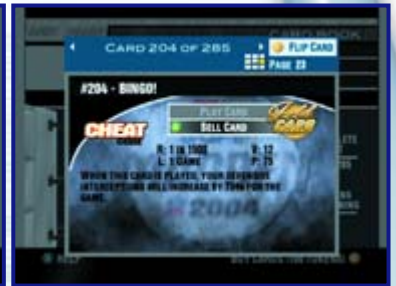 CARD BOOK
CARD 204 OF 285
FLIP CARD
PAGE 23
#204 - BINGO!
PLAY CARD
SELL CARD
CHEAT
CARD
Gold
CARD
R: 1 IN 1000 V: 12
L: 1 GAME P: 75
WHEN THIS CARD IS PLAYED, YOUR DEFENSIVE
INTERCEPTIONS WILL INCREASE BY 75% FOR THE
GAME.
2004
HELP
BUY CARDS (100 TOKENS)